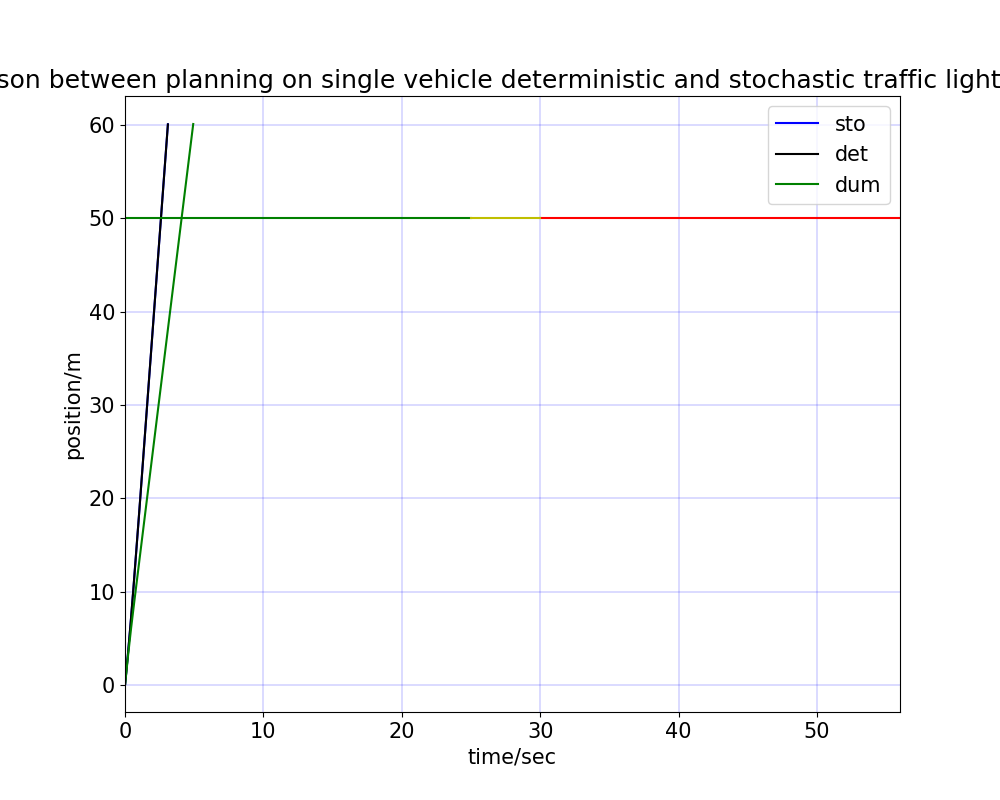 son between planning on single vehicle deterministic and stochastic traffic light
sto
det
dum
60
50
40
30
20
10
0
position/m
0 10 20 30 40 50
time/sec